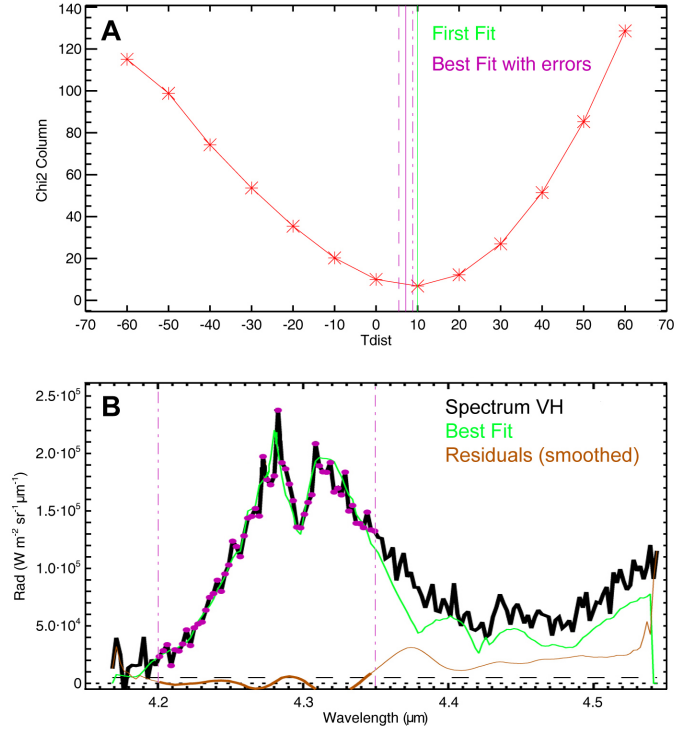 A
First Fit
Best Fit with errors
140
120
100
80
60
40
20
0
Chi2 Column
-70 -60 -50 -40 -30 -20 -10 0 10 20 30 40 50 60 70
Tdist
B
Spectrum VH
Best Fit
Residuals (smoothed)
2.5·10⁵
2.0·10⁵
1.5·10⁵
1.0·10⁵
5.0·10⁴
0
Rad (W m⁻² sr⁻¹ μm⁻¹)
4.2 4.3 4.4 4.5
Wavelength (μm)